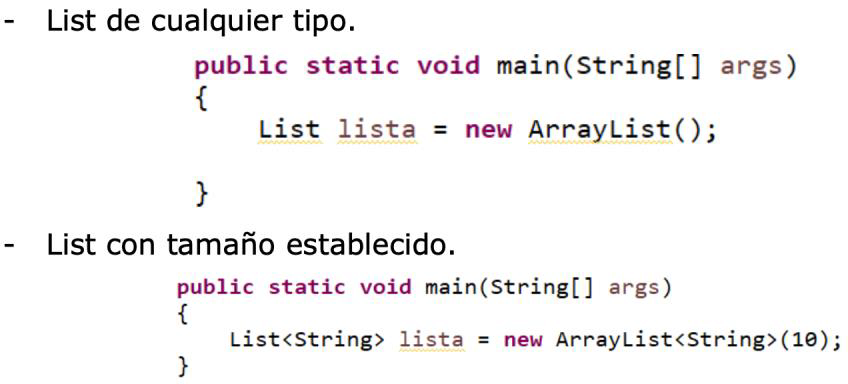 - List de cualquier tipo.
public static void main(String[] args)
{
List lista = new ArrayList();
}
- List con tamaño establecido.
public static void main(String[] args)
{
List<String> lista = new ArrayList<String>(10);
}